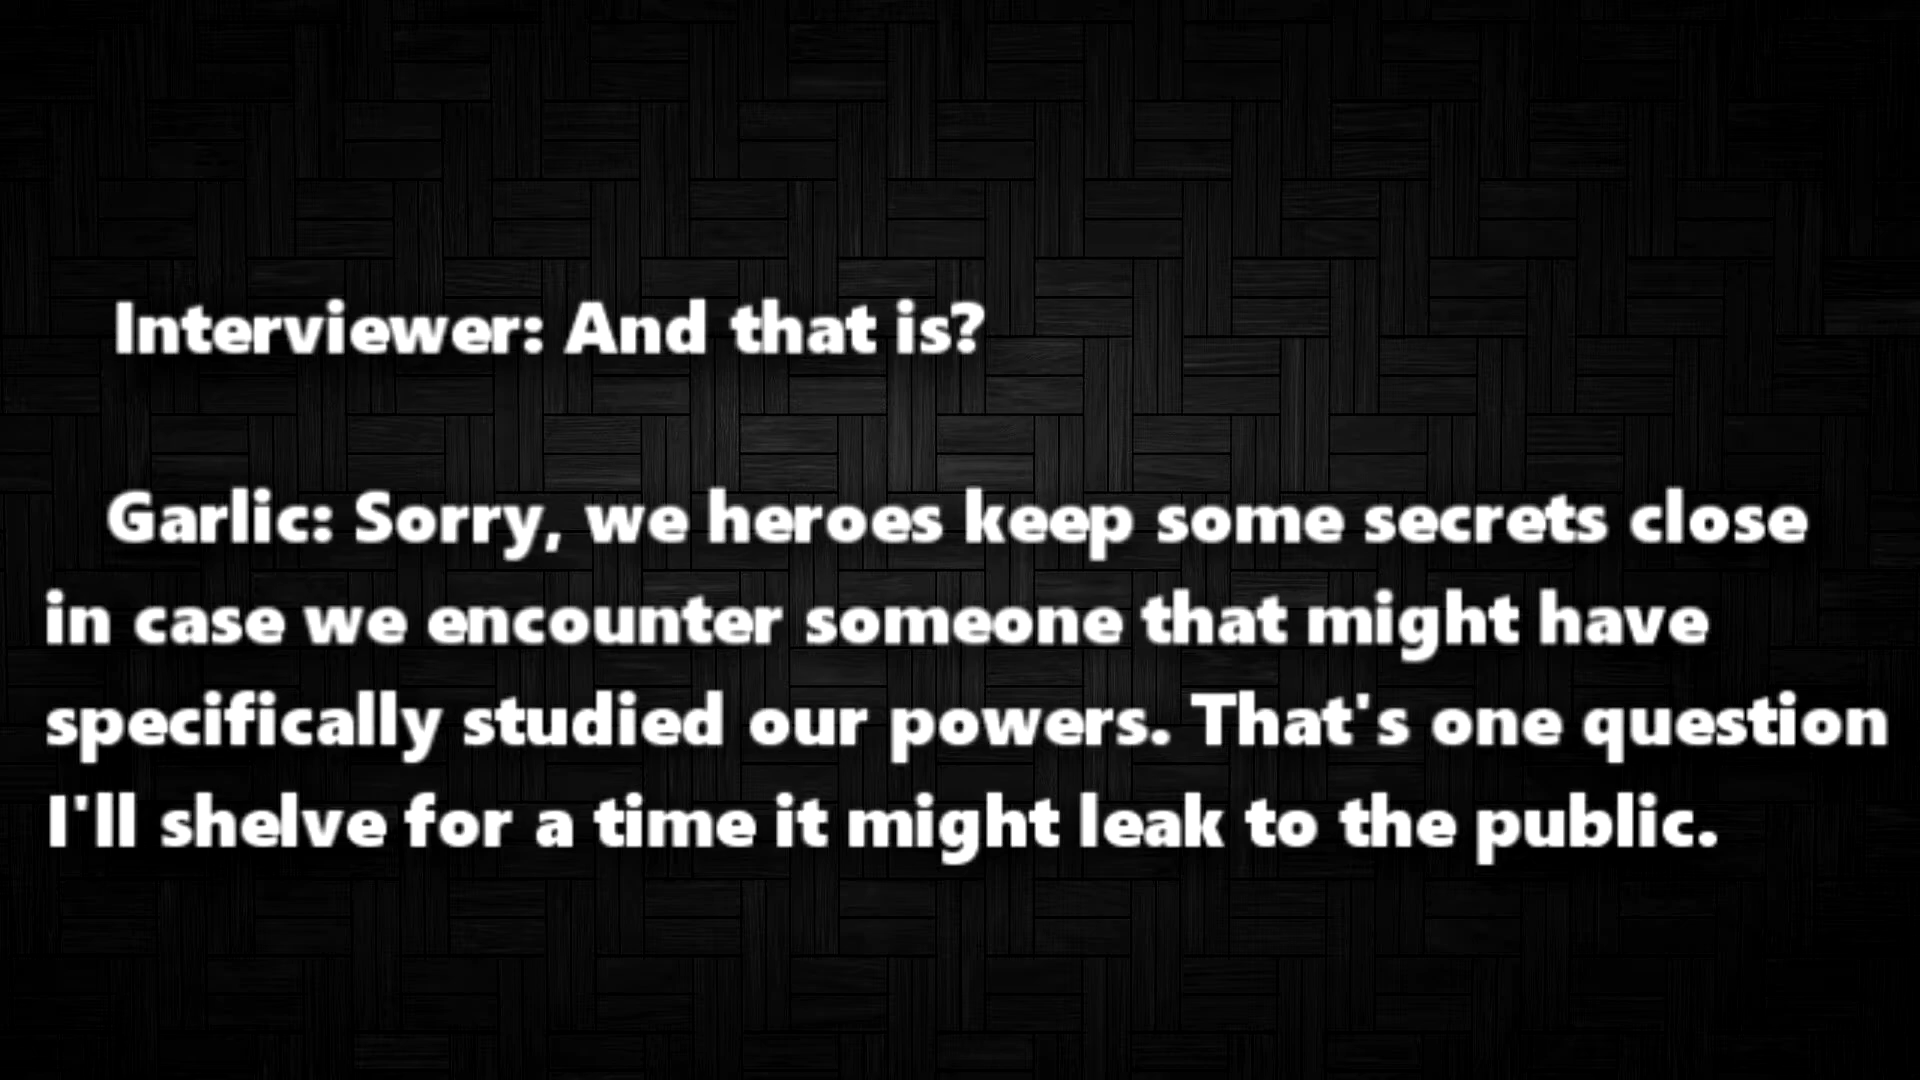 Interviewer: And that is?
Garlic: Sorry, we heroes keep some secrets close
in case we encounter someone that might have
specifically studied our powers. That's one question
I'll shelve for a time it might leak to the public.